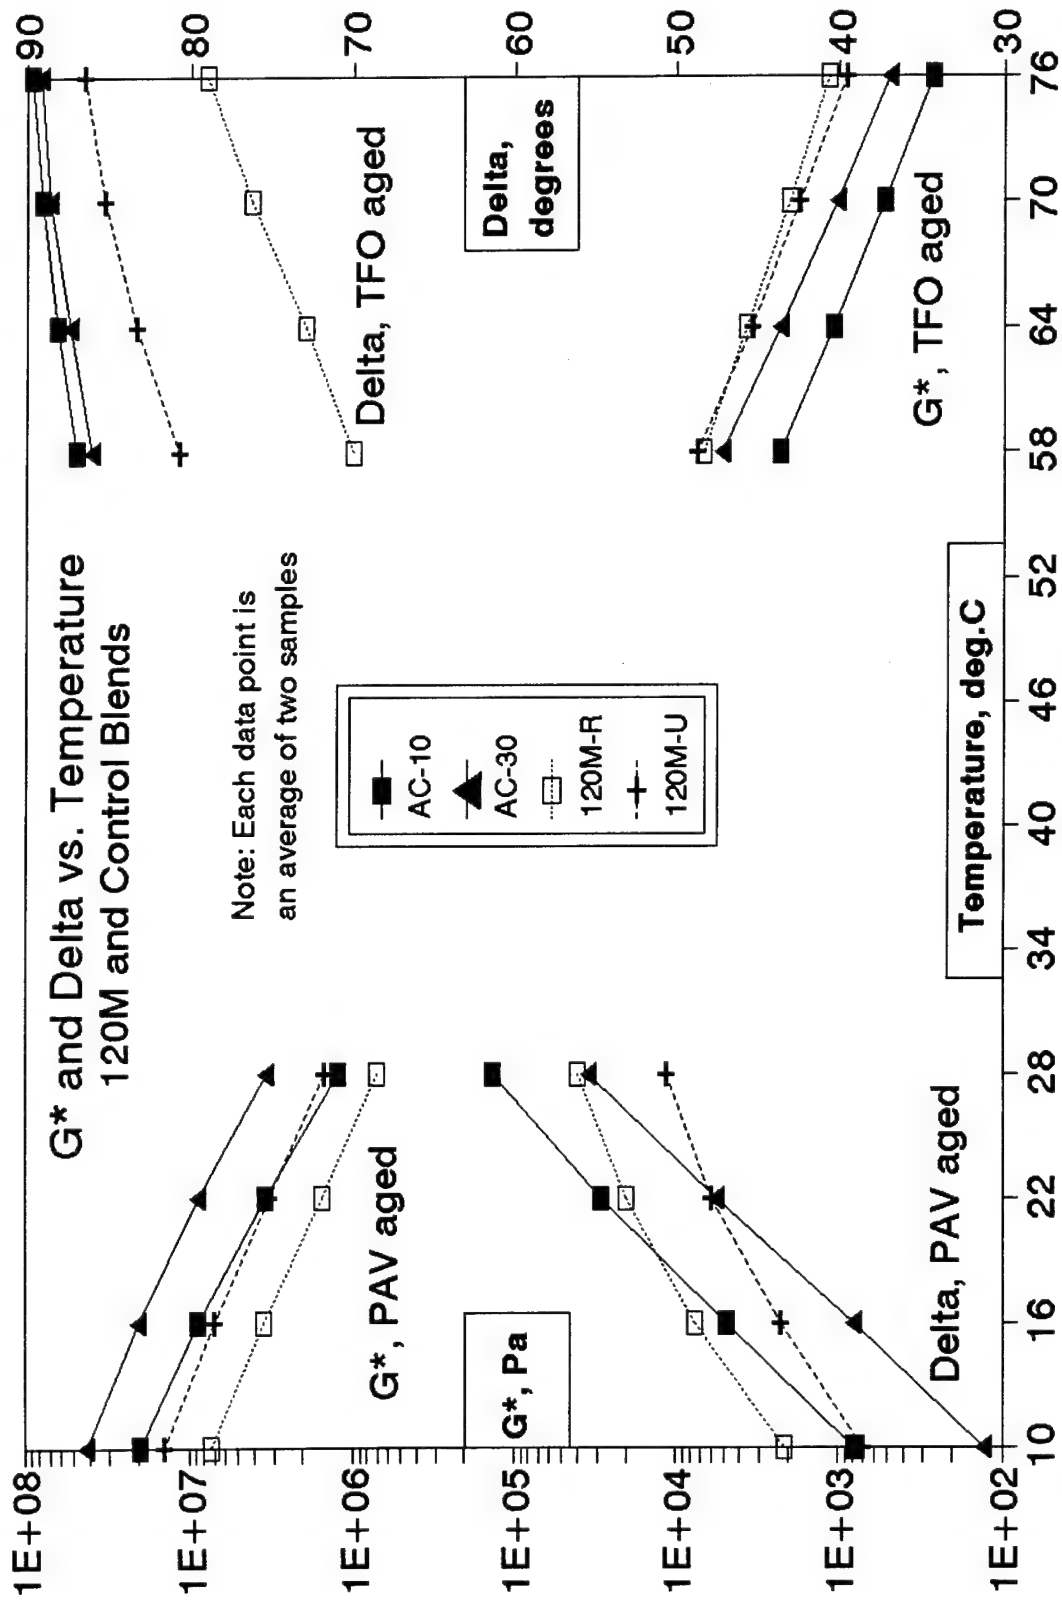 G* and Delta vs. Temperature
120M and Control Blends
Note: Each data point is
an average of two samples
1E+08
1E+07
1E+06
1E+05
1E+04
1E+03
1E+02
G*, Pa
G*, PAV aged
Delta, PAV aged
AC-10
AC-30
120M-R
120M-U
Delta, TFO aged
G*, TFO aged
Delta,
degrees
90
80
70
60
50
40
30
10 16 22 28 34 40 46 52 58 64 70 76
Temperature, deg.C